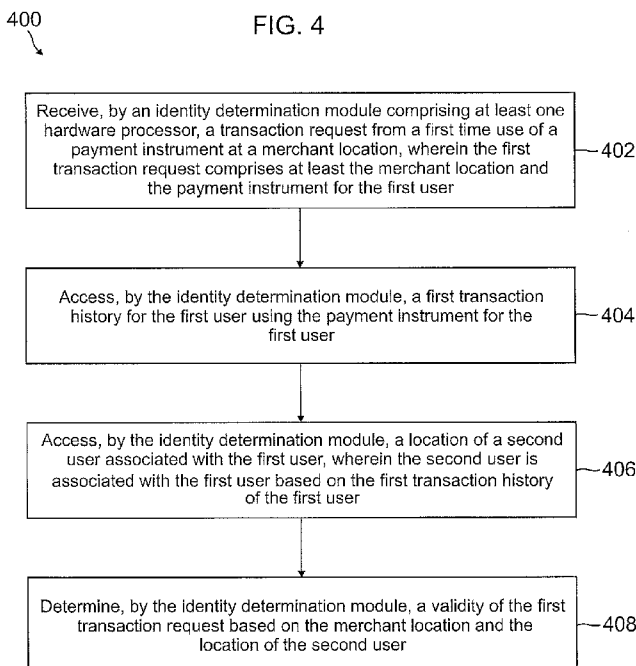 400
FIG. 4
Receive, by an identity determination module comprising at least one
hardware processor, a transaction request from a first time use of a
payment instrument at a merchant location, wherein the first
transaction request comprises at least the merchant location and
the payment instrument for the first user
402
Access, by the identity determination module, a first transaction
history for the first user using the payment instrument for the
first user
404
Access, by the identity determination module, a location of a second
user associated with the first user, wherein the second user is
associated with the first user based on the first transaction history
of the first user
406
Determine, by the identity determination module, a validity of the first
transaction request based on the merchant location and the
location of the second user
408